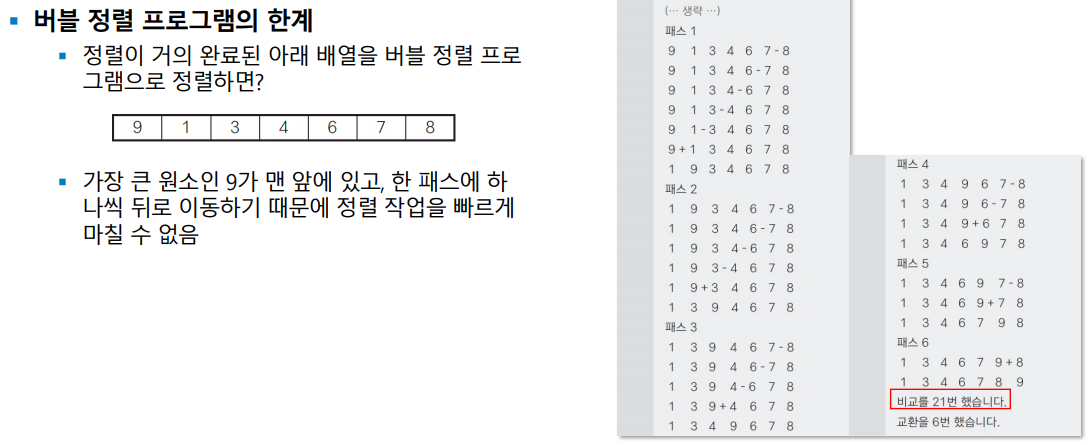 버블 정렬 프로그램의 한계
정렬이 거의 완료된 아래 배열을 버블 정렬 프로
그램으로 정렬하면?
9 1 3 4 6 7 8
가장 큰 원소인 9가 맨 앞에 있고, 한 패스에 하
나씩 뒤로 이동하기 때문에 정렬 작업을 빠르게
마칠 수 없음
(… 생략 …)
패스 1
9 1 3 4 6 7-8
9 1 3 4 6-7 8
9 1 3 4-6 7 8
9 1 3-4 6 7 8
9 1-3 4 6 7 8
9+1 3 4 6 7 8
1 9 3 4 6 7 8
패스 2
1 9 3 4 6 7-8
1 9 3 4 6-7 8
1 9 3 4-6 7 8
1 9 3-4 6 7 8
1 9+3 4 6 7 8
1 3 9 4 6 7 8
패스 3
1 3 9 4 6 7-8
1 3 9 4 6-7 8
1 3 9 4-6 7 8
1 3 9+4 6 7 8
1 3 4 9 6 7 8
패스 4
1 3 4 9 6 7-8
1 3 4 9 6-7 8
1 3 4 9+6 7 8
1 3 4 6 9 7 8
패스 5
1 3 4 6 9 7-8
1 3 4 6 9+7 8
1 3 4 6 7 9 8
패스 6
1 3 4 6 7 9+8
1 3 4 6 7 8 9
비교를 21번 했습니다.
교환을 6번 했습니다.